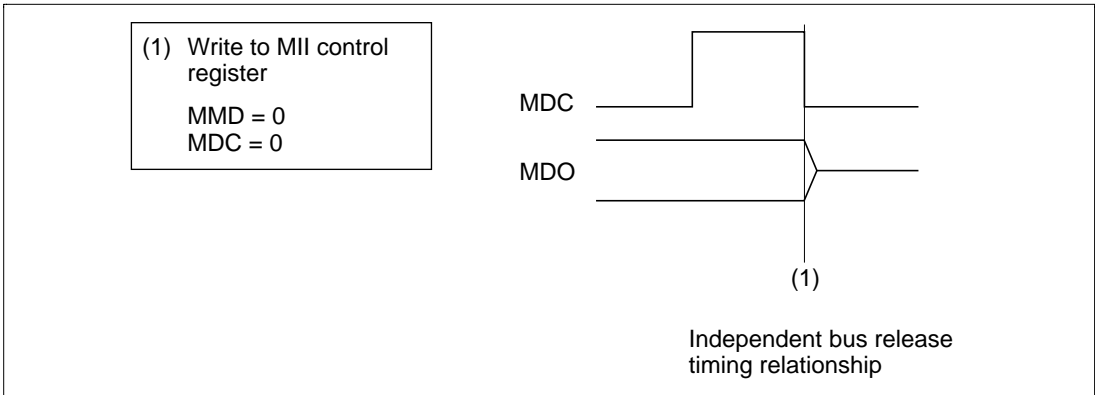 (1) Write to MII control
register
MMD = 0
MDC = 0
MDC
MDO
(1)
Independent bus release
timing relationship